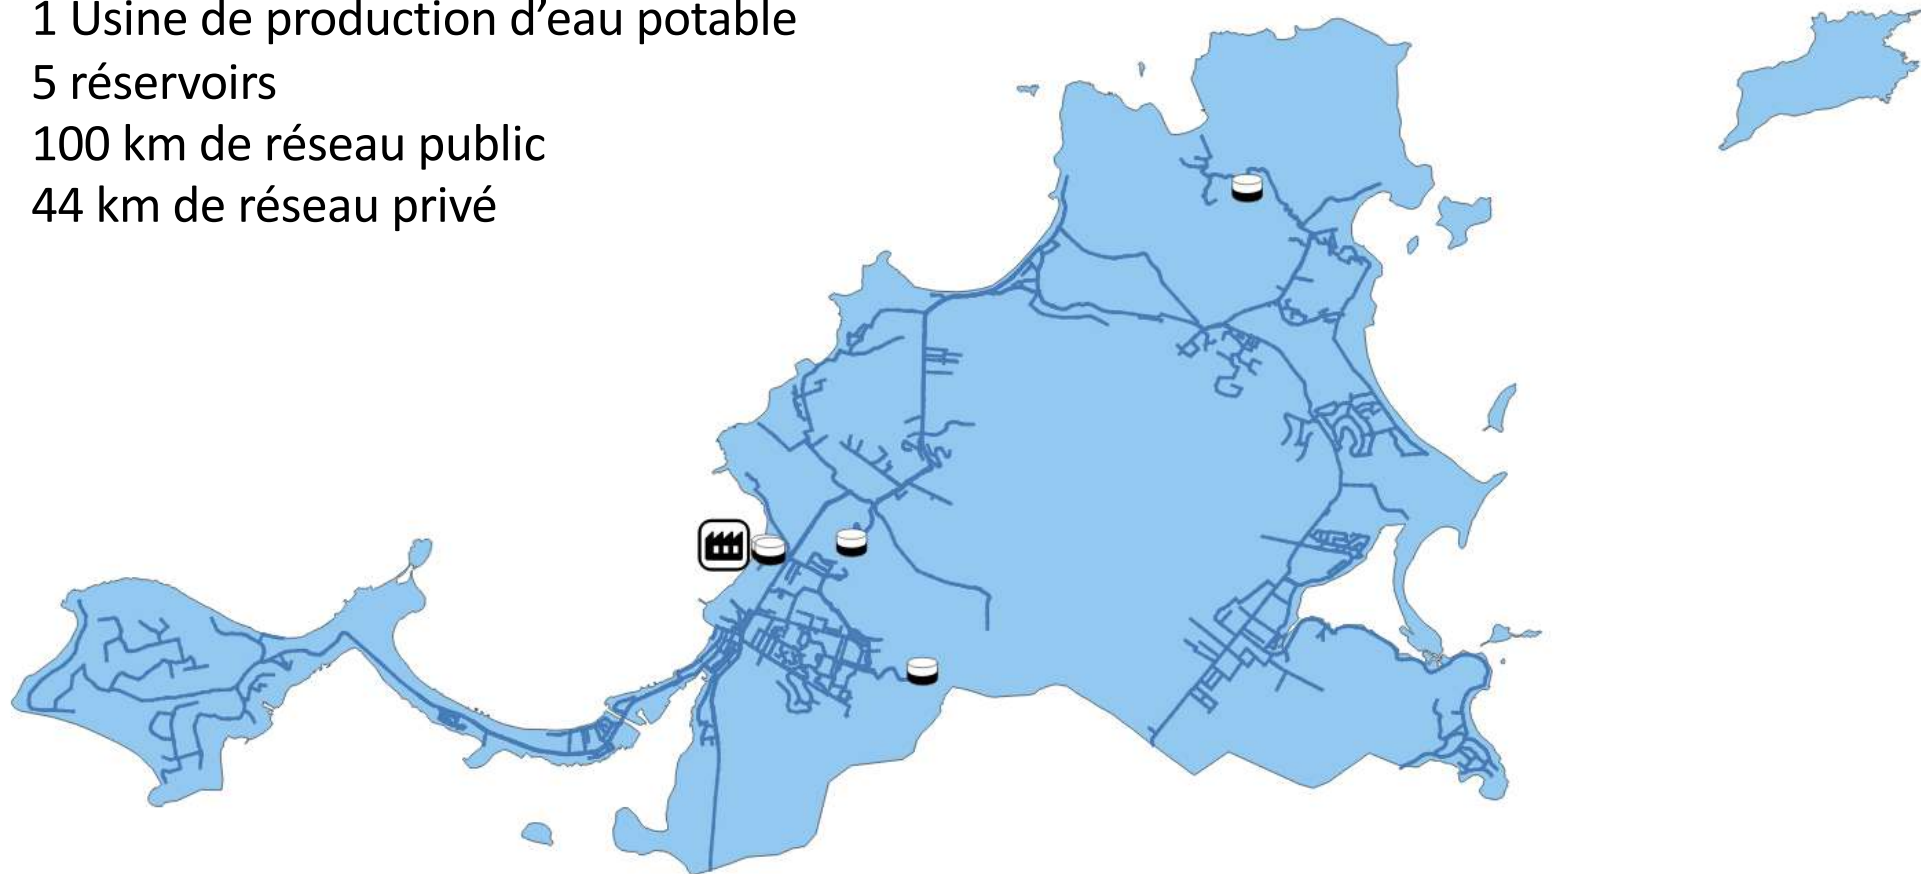 1 Usine de production d’eau potable
5 réservoirs
100 km de réseau public
44 km de réseau privé